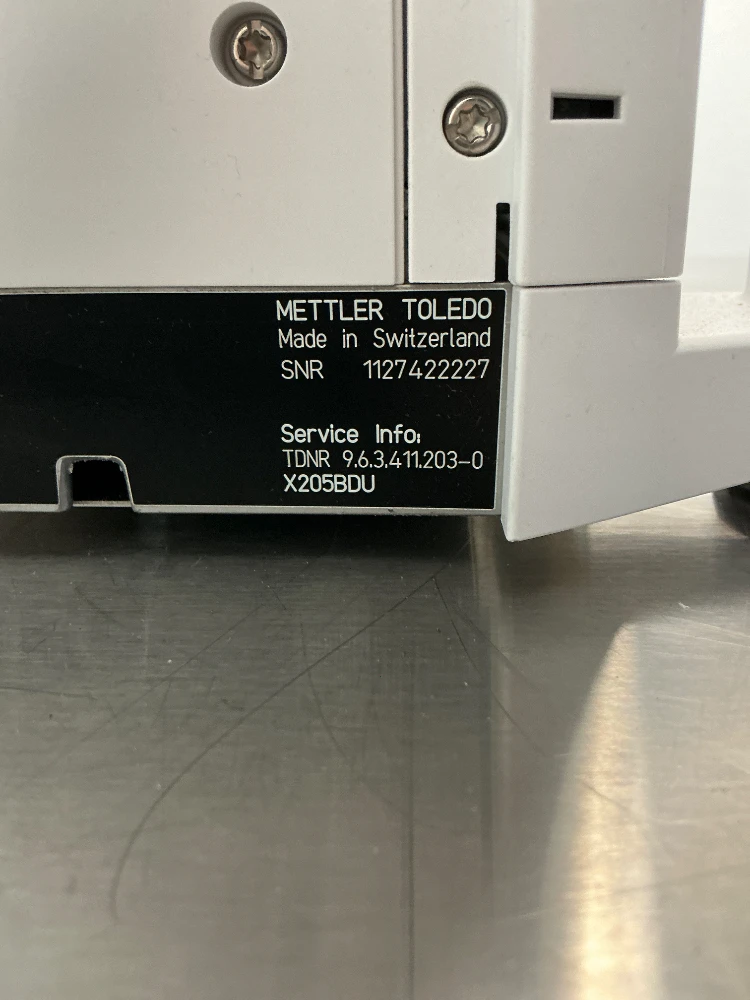 METTLER TOLEDO
Made in Switzerland
SNR 1127422227
Service Info:
TDNR 9.6.3.411.203-0
X205BDU